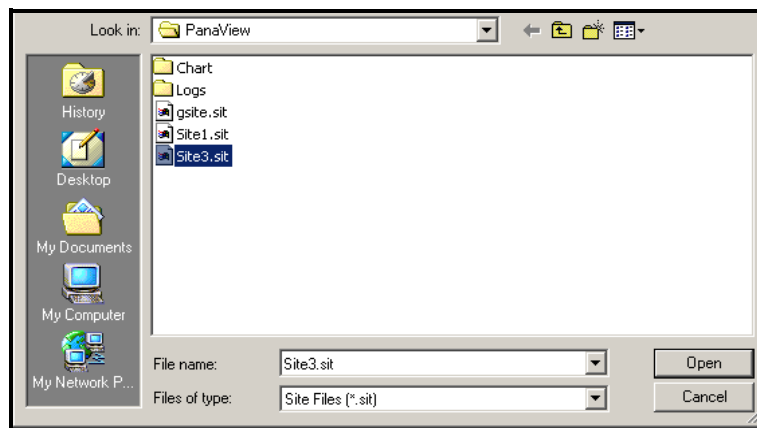 Look in: PanaView
History
Desktop
My Documents
My Computer
My Network P...
Chart
Logs
gsite.sit
Site1.sit
Site3.sit
File name: Site3.sit Open
Files of type: Site Files (*.sit) Cancel